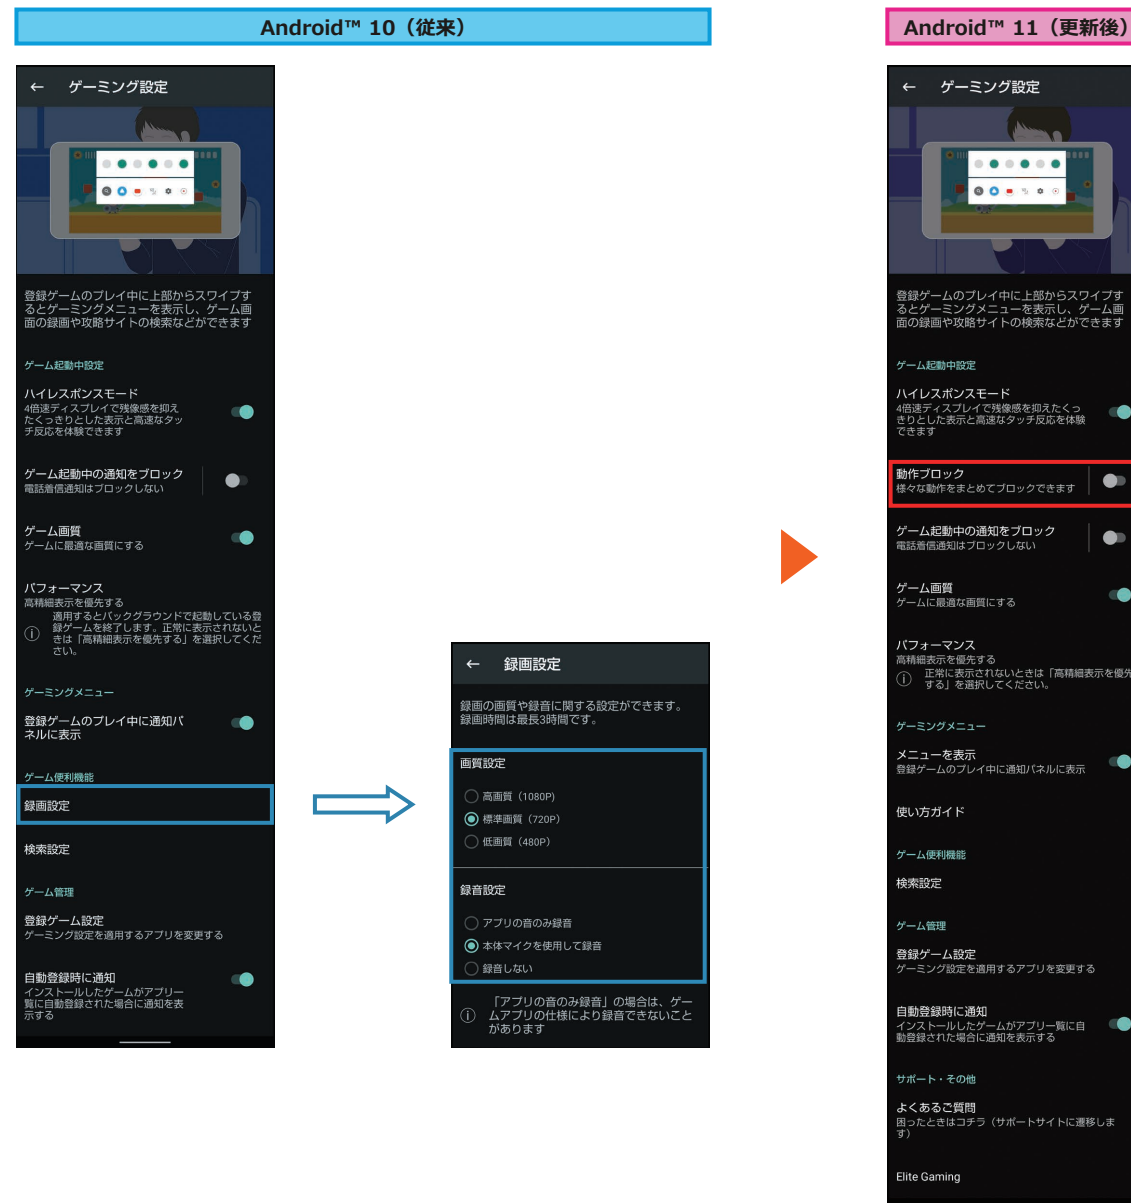 Android™ 10（従来）
← ゲーミング設定
登録ゲームのプレイ中に上部からスワイプす
るとゲーミングメニューを表示し、ゲーム画
面の録画や攻略サイトの検索などができます
ゲーム起動中設定
ハイレスポンスモード
4倍速ディスプレイで残像感を抑え
たくっきりとした表示と高速なタッ
チ反応を体験できます
ゲーム起動中の通知をブロック
電話着信通知はブロックしない
ゲーム画質
ゲームに最適な画質にする
パフォーマンス
高精細表示を優先する
適用するとバックグラウンドで起動している登
録ゲームを終了します。正常に表示されないと
きは「高精細表示を優先する」を選択してくだ
さい。
ゲーミングメニュー
登録ゲームのプレイ中に通知パ
ネルに表示
ゲーム便利機能
録画設定
検索設定
ゲーム管理
登録ゲーム設定
ゲーミング設定を適用するアプリを変更する
自動登録時に通知
インストールしたゲームがアプリ一
覧に自動登録された場合に通知を表
示する
← 録画設定
録画の画質や録音に関する設定ができます。
録画時間は最長3時間です。
画質設定
高画質（1080P)
標準画質（720P）
低画質（480P）
録音設定
アプリの音のみ録音
本体マイクを使用して録音
録音しない
「アプリの音のみ録音」の場合は、ゲー
ムアプリの仕様により録音できないこと
があります
Android™ 11（更新後）
← ゲーミング設定
登録ゲームのプレイ中に上部からスワイプす
るとゲーミングメニューを表示し、ゲーム画
面の録画や攻略サイトの検索などができます
ゲーム起動中設定
ハイレスポンスモード
4倍速ディスプレイで残像感を抑えたくっ
きりとした表示と高速なタッチ反応を体験
できます
動作ブロック
様々な動作をまとめてブロックできます
ゲーム起動中の通知をブロック
電話着信通知はブロックしない
ゲーム画質
ゲームに最適な画質にする
パフォーマンス
高精細表示を優先する
正常に表示されないときは「高精細表示を優先
する」を選択してください。
ゲーミングメニュー
メニューを表示
登録ゲームのプレイ中に通知パネルに表示
使い方ガイド
ゲーム便利機能
検索設定
ゲーム管理
登録ゲーム設定
ゲーミング設定を適用するアプリを変更する
自動登録時に通知
インストールしたゲームがアプリ一覧に自
動登録された場合に通知を表示する
サポート・その他
よくあるご質問
困ったときはコチラ（サポートサイトに遷移しま
す）
Elite Gaming